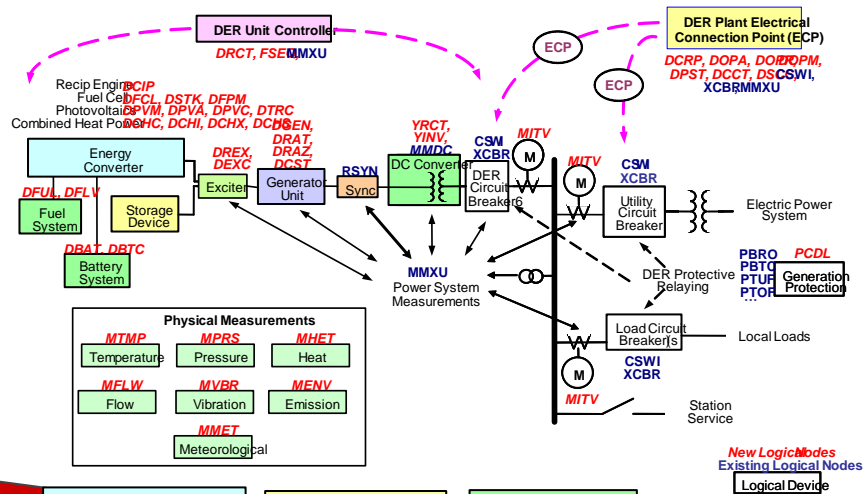 DER Unit Controller
DRCT, FSEQ, MMXU
ECP
DER Plant Electrical
Connection Point (ECP)
DCRP, DOPA, DOPR, DOPM,
DPST, DCCT, DSCC,
CSWI,
XCBR, MMXU
ECP
Recip Engine
DCIP
Fuel Cell
DFCL, DSTK, DFPM
Photovoltaics
DPVM, DPVA, DPVC, DTRC
Combined Heat Power
DCHC, DCHI, DCHX, DCHS
Energy
Converter
DREX,
DEXC
DGEN,
DRAT,
DRAZ,
DCST
RSYN
YRCT,
YINV,
MMDC
DC Converter
CSWI
XCBR
MITV
M
MITV
M
CSWI
XCBR
DFUL, DFLV
Fuel
System
Storage
Device
Exciter
Generator
Unit
Sync
DER
Circuit
Breaker6
Utility
Circuit
Breaker
Electric Power
System
DBAT, DBTC
Battery
System
MMXU
Power System
Measurements
DER Protective
Relaying
PBRO
PBTC
PTUF
PTOF
...
PCDL
Generation
Protection
Physical Measurements
MTMP
Temperature
MPRS
Pressure
MHET
Heat
MFLW
Flow
MVBR
Vibration
MENV
Emission
MMET
Meteorological
Load Circuit
Breaker(s
Local Loads
CSWI
XCBR
M
MITV
Station
Service
New Logical Nodes
Existing Logical Nodes
Logical Device